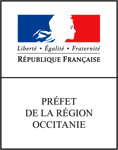 Liberté • Égalité • Fraternité
RÉPUBLIQUE FRANÇAISE
PRÉFET
DE LA RÉGION
OCCITANIE